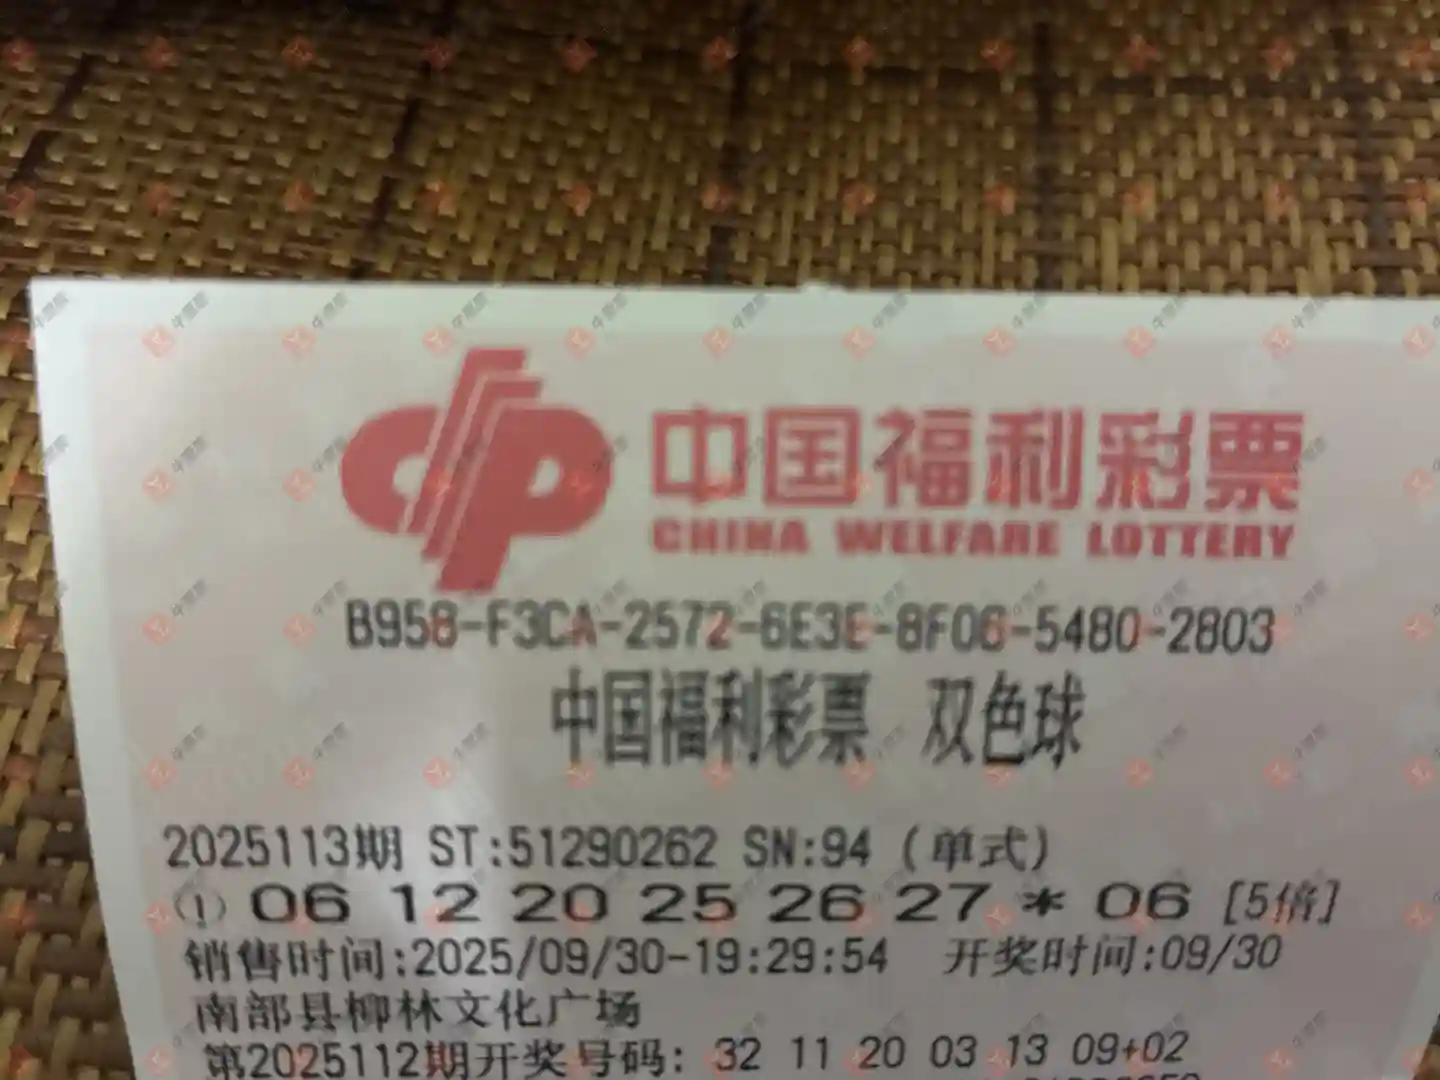 中国福利彩票
CHINA WELFARE LOTTERY
B958-F3CA-2572-6E3E-8F06-5480-2803
中国福利彩票 双色球
2025113期 ST:51290262 SN:94 (单式)
① 06 12 20 25 26 27 * 06 [5倍]
销售时间:2025/09/30-19:29:54 开奖时间:09/30
南部县柳林文化广场
第2025112期开奖号码: 32 11 20 03 13 09+02